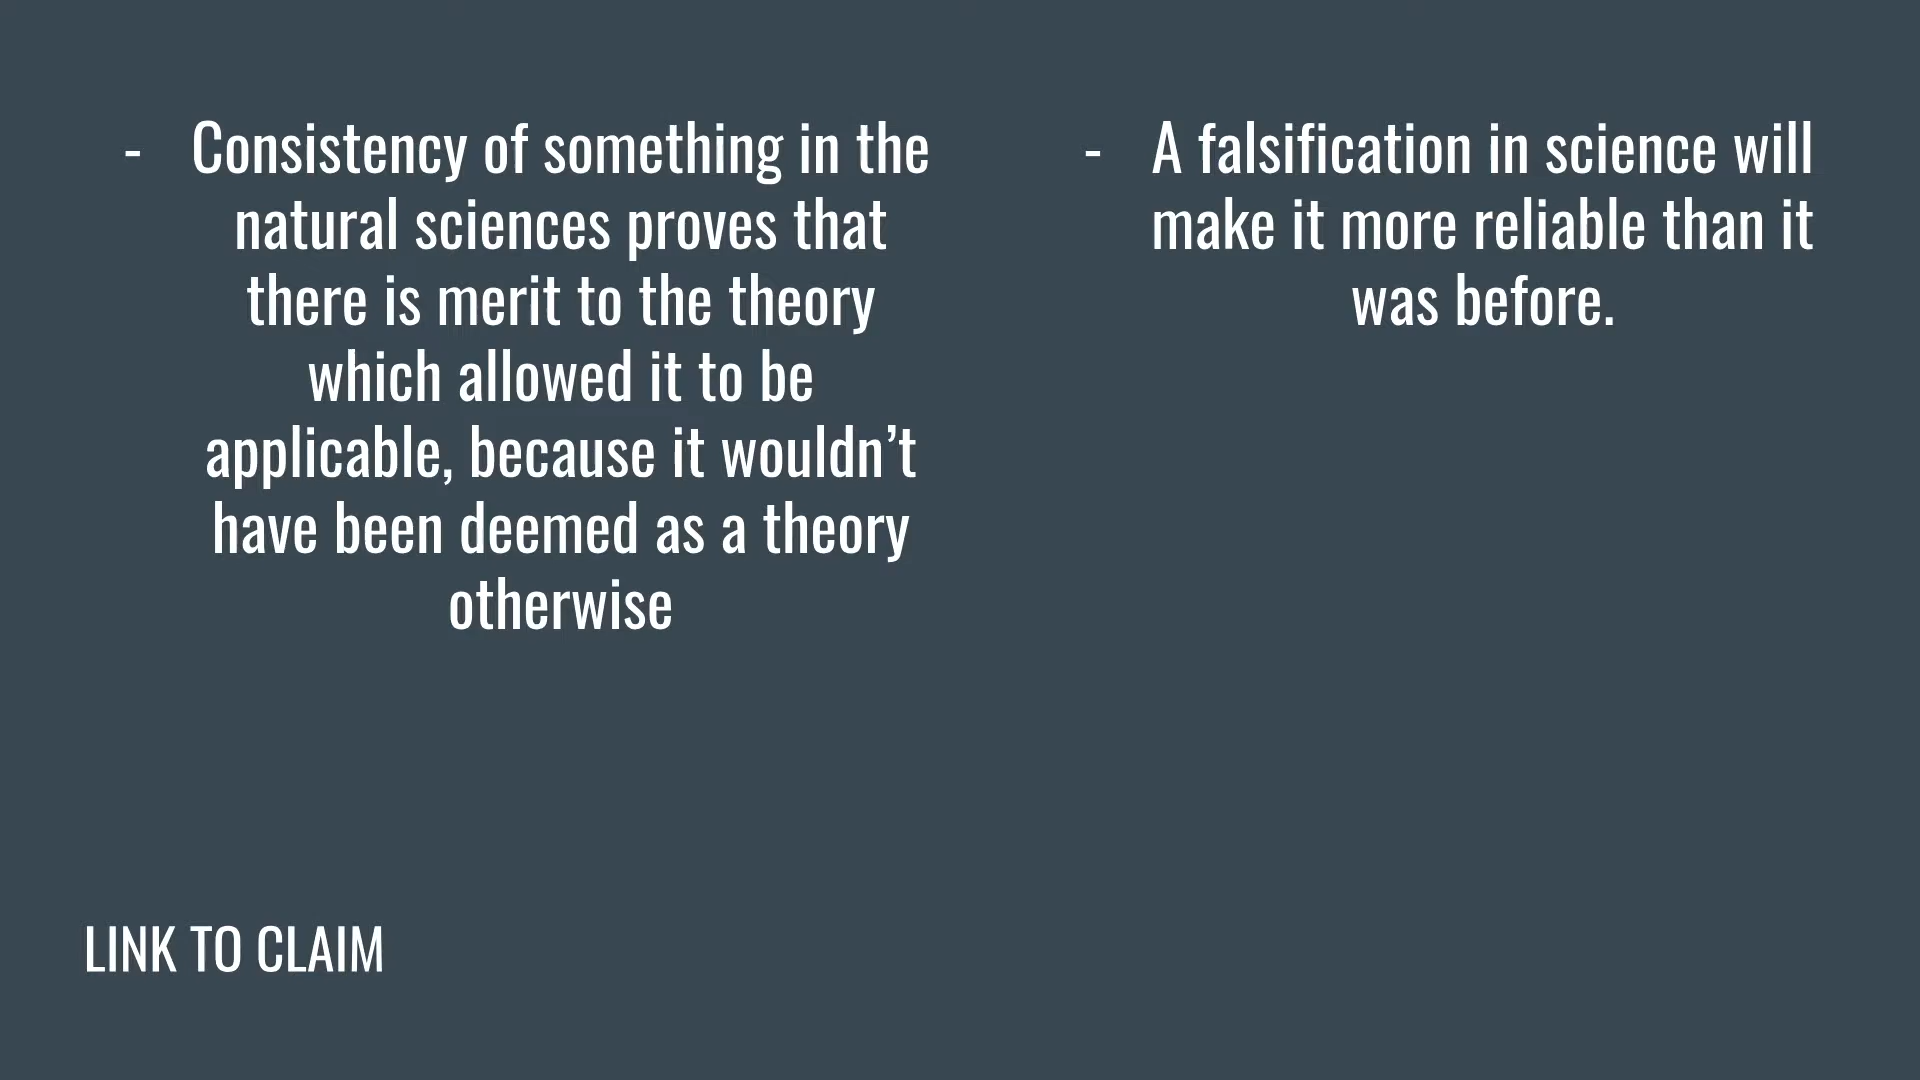 - Consistency of something in the
natural sciences proves that
there is merit to the theory
which allowed it to be
applicable, because it wouldn’t
have been deemed as a theory
otherwise
- A falsification in science will
make it more reliable than it
was before.
LINK TO CLAIM